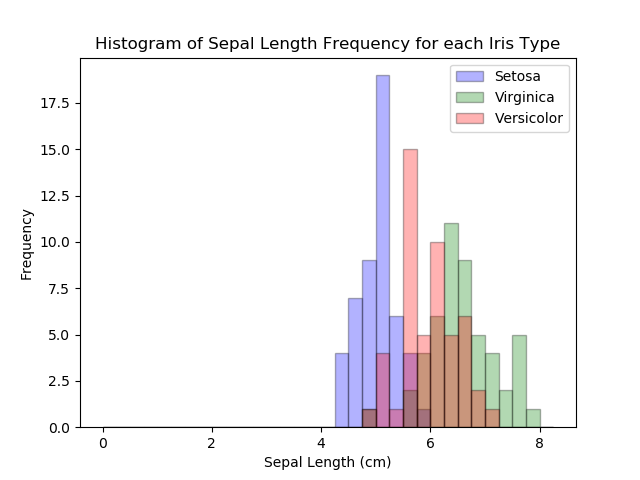 Histogram of Sepal Length Frequency for each Iris Type
Setosa
Virginica
Versicolor
17.5
15.0
12.5
10.0
7.5
5.0
2.5
0.0
Frequency
0 2 4 6 8
Sepal Length (cm)